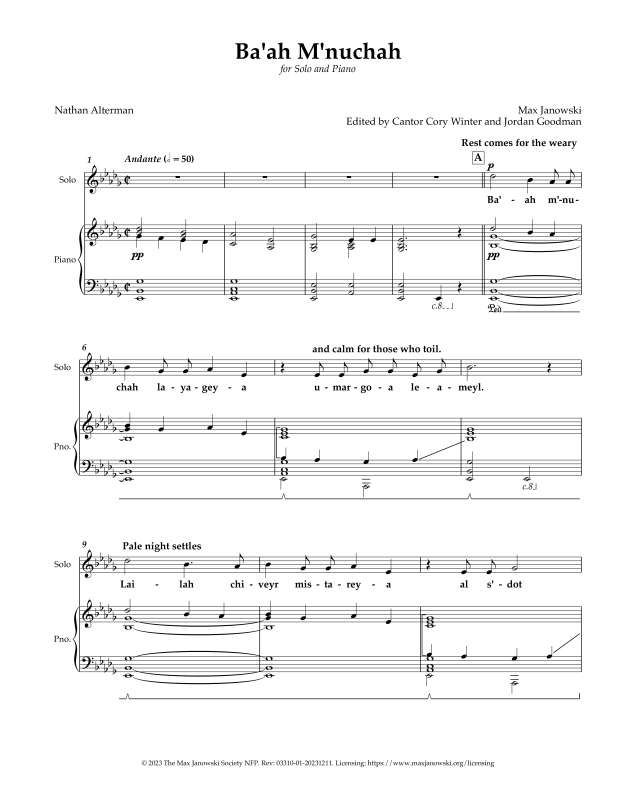 Ba'ah M'nuchah
for Solo and Piano
Nathan Alterman
Max Janowski
Edited by Cantor Cory Winter and Jordan Goodman
Rest comes for the weary
1
Andante (𝅗𝅥 = 50)
A
p
Solo
Ba' - ah m'-nu-
Piano
pp
pp
c.8
Ped
6
and calm for those who toil.
Solo
chah la - ya - gey - a u - mar - go - a le - a - meyl.
Pno.
c.8
9
Pale night settles
Solo
Lai - lah chi - veyr mis - ta - rey - a al s' - dot
Pno.
© 2023 The Max Janowski Society NFP. Rev: 03310-01-20231211. Licensing: https://www.maxjanowski.org/licensing